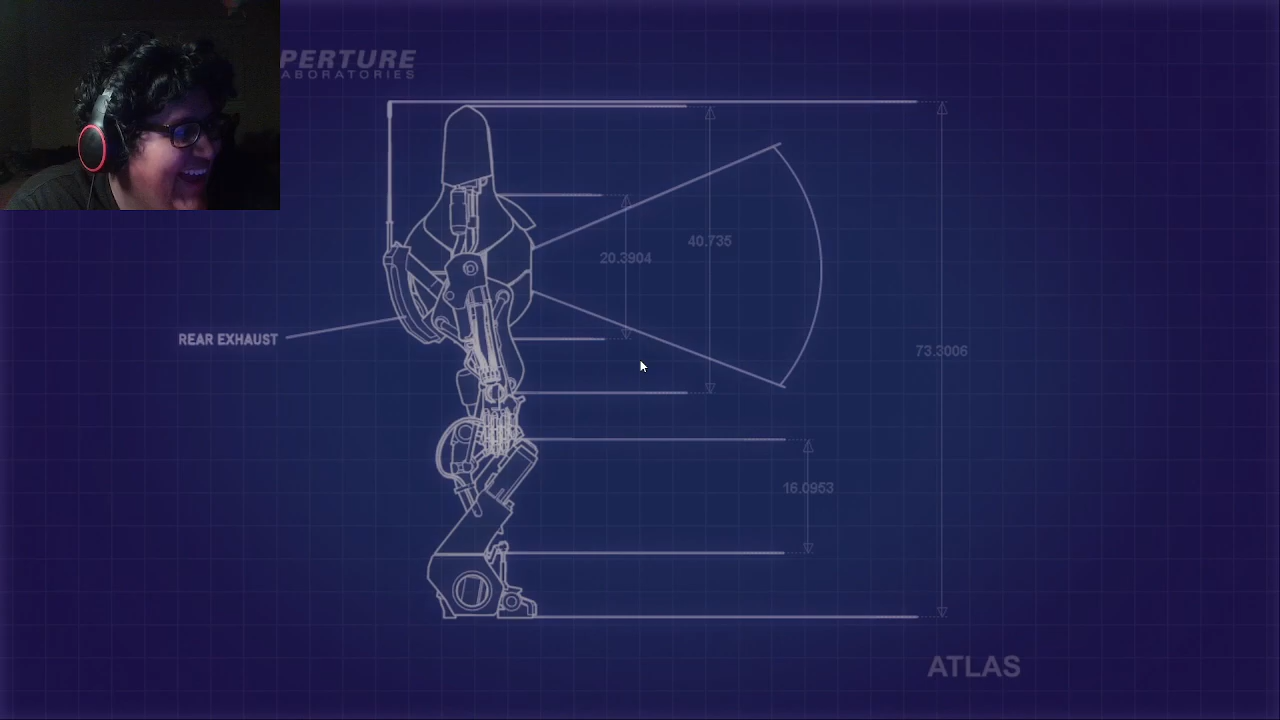 PERTURE
ABORATORIES
40.735
20.3904
REAR EXHAUST
73.3006
16.0953
ATLAS